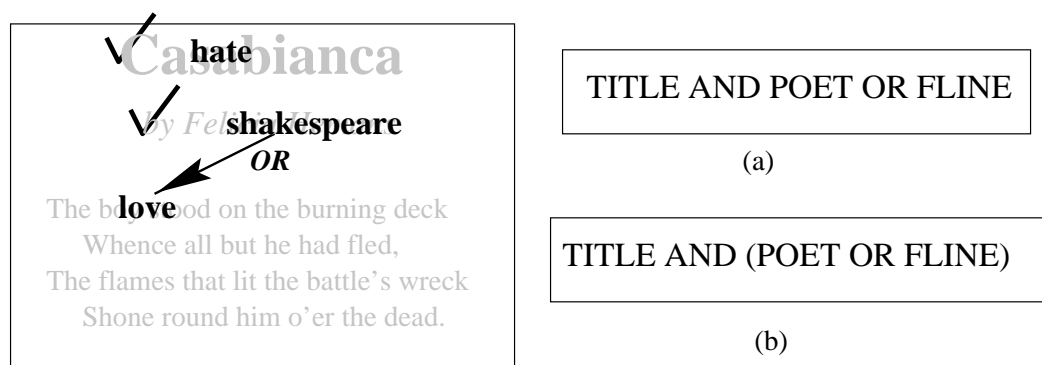 Casabianca
hate
by Felicia
shakespeare
OR
love
The boy stood on the burning deck
Whence all but he had fled,
The flames that lit the battle's wreck
Shone round him o'er the dead.
TITLE AND POET OR FLINE
(a)
TITLE AND (POET OR FLINE)
(b)